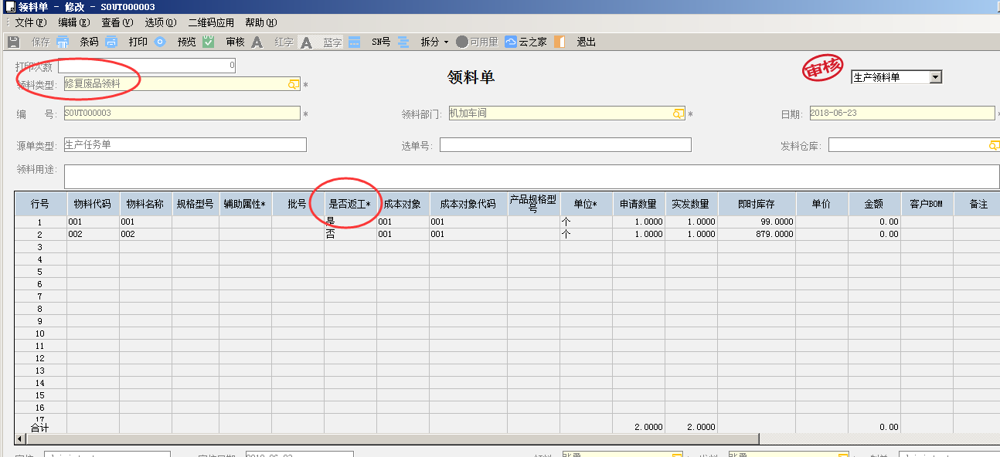 领料单 - 修改 - SOUT000003
文件(F) 编辑(E) 查看(V) 选项(O) 二维码应用 帮助(H)
保存 条码 打印 预览 审核 红字 蓝字 SN号 拆分 可用量 云之家 退出
打印次数 0
领料类型: 修复废品领料 *
领料单
审核
生产领料单
编 号: SOUT000003 *
领料部门: 机加车间 *
日期: 2018-06-23 *
源单类型: 生产任务单
选单号:
发料仓库:
领料用途:
行号 物料代码 物料名称 规格型号 辅助属性* 批号 是否返工* 成本对象 成本对象代码 产品规格型号 单位* 申请数量 实发数量 即时库存 单价 金额 客户BOM 备注
1 001 001 是 001 001 个 1.0000 1.0000 99.0000 0.00
2 002 002 否 001 001 个 1.0000 1.0000 879.0000 0.00
3
4
5
6
7
8
9
10
11
12
13
14
15
16
17
合计 2.0000 2.0000 0.00